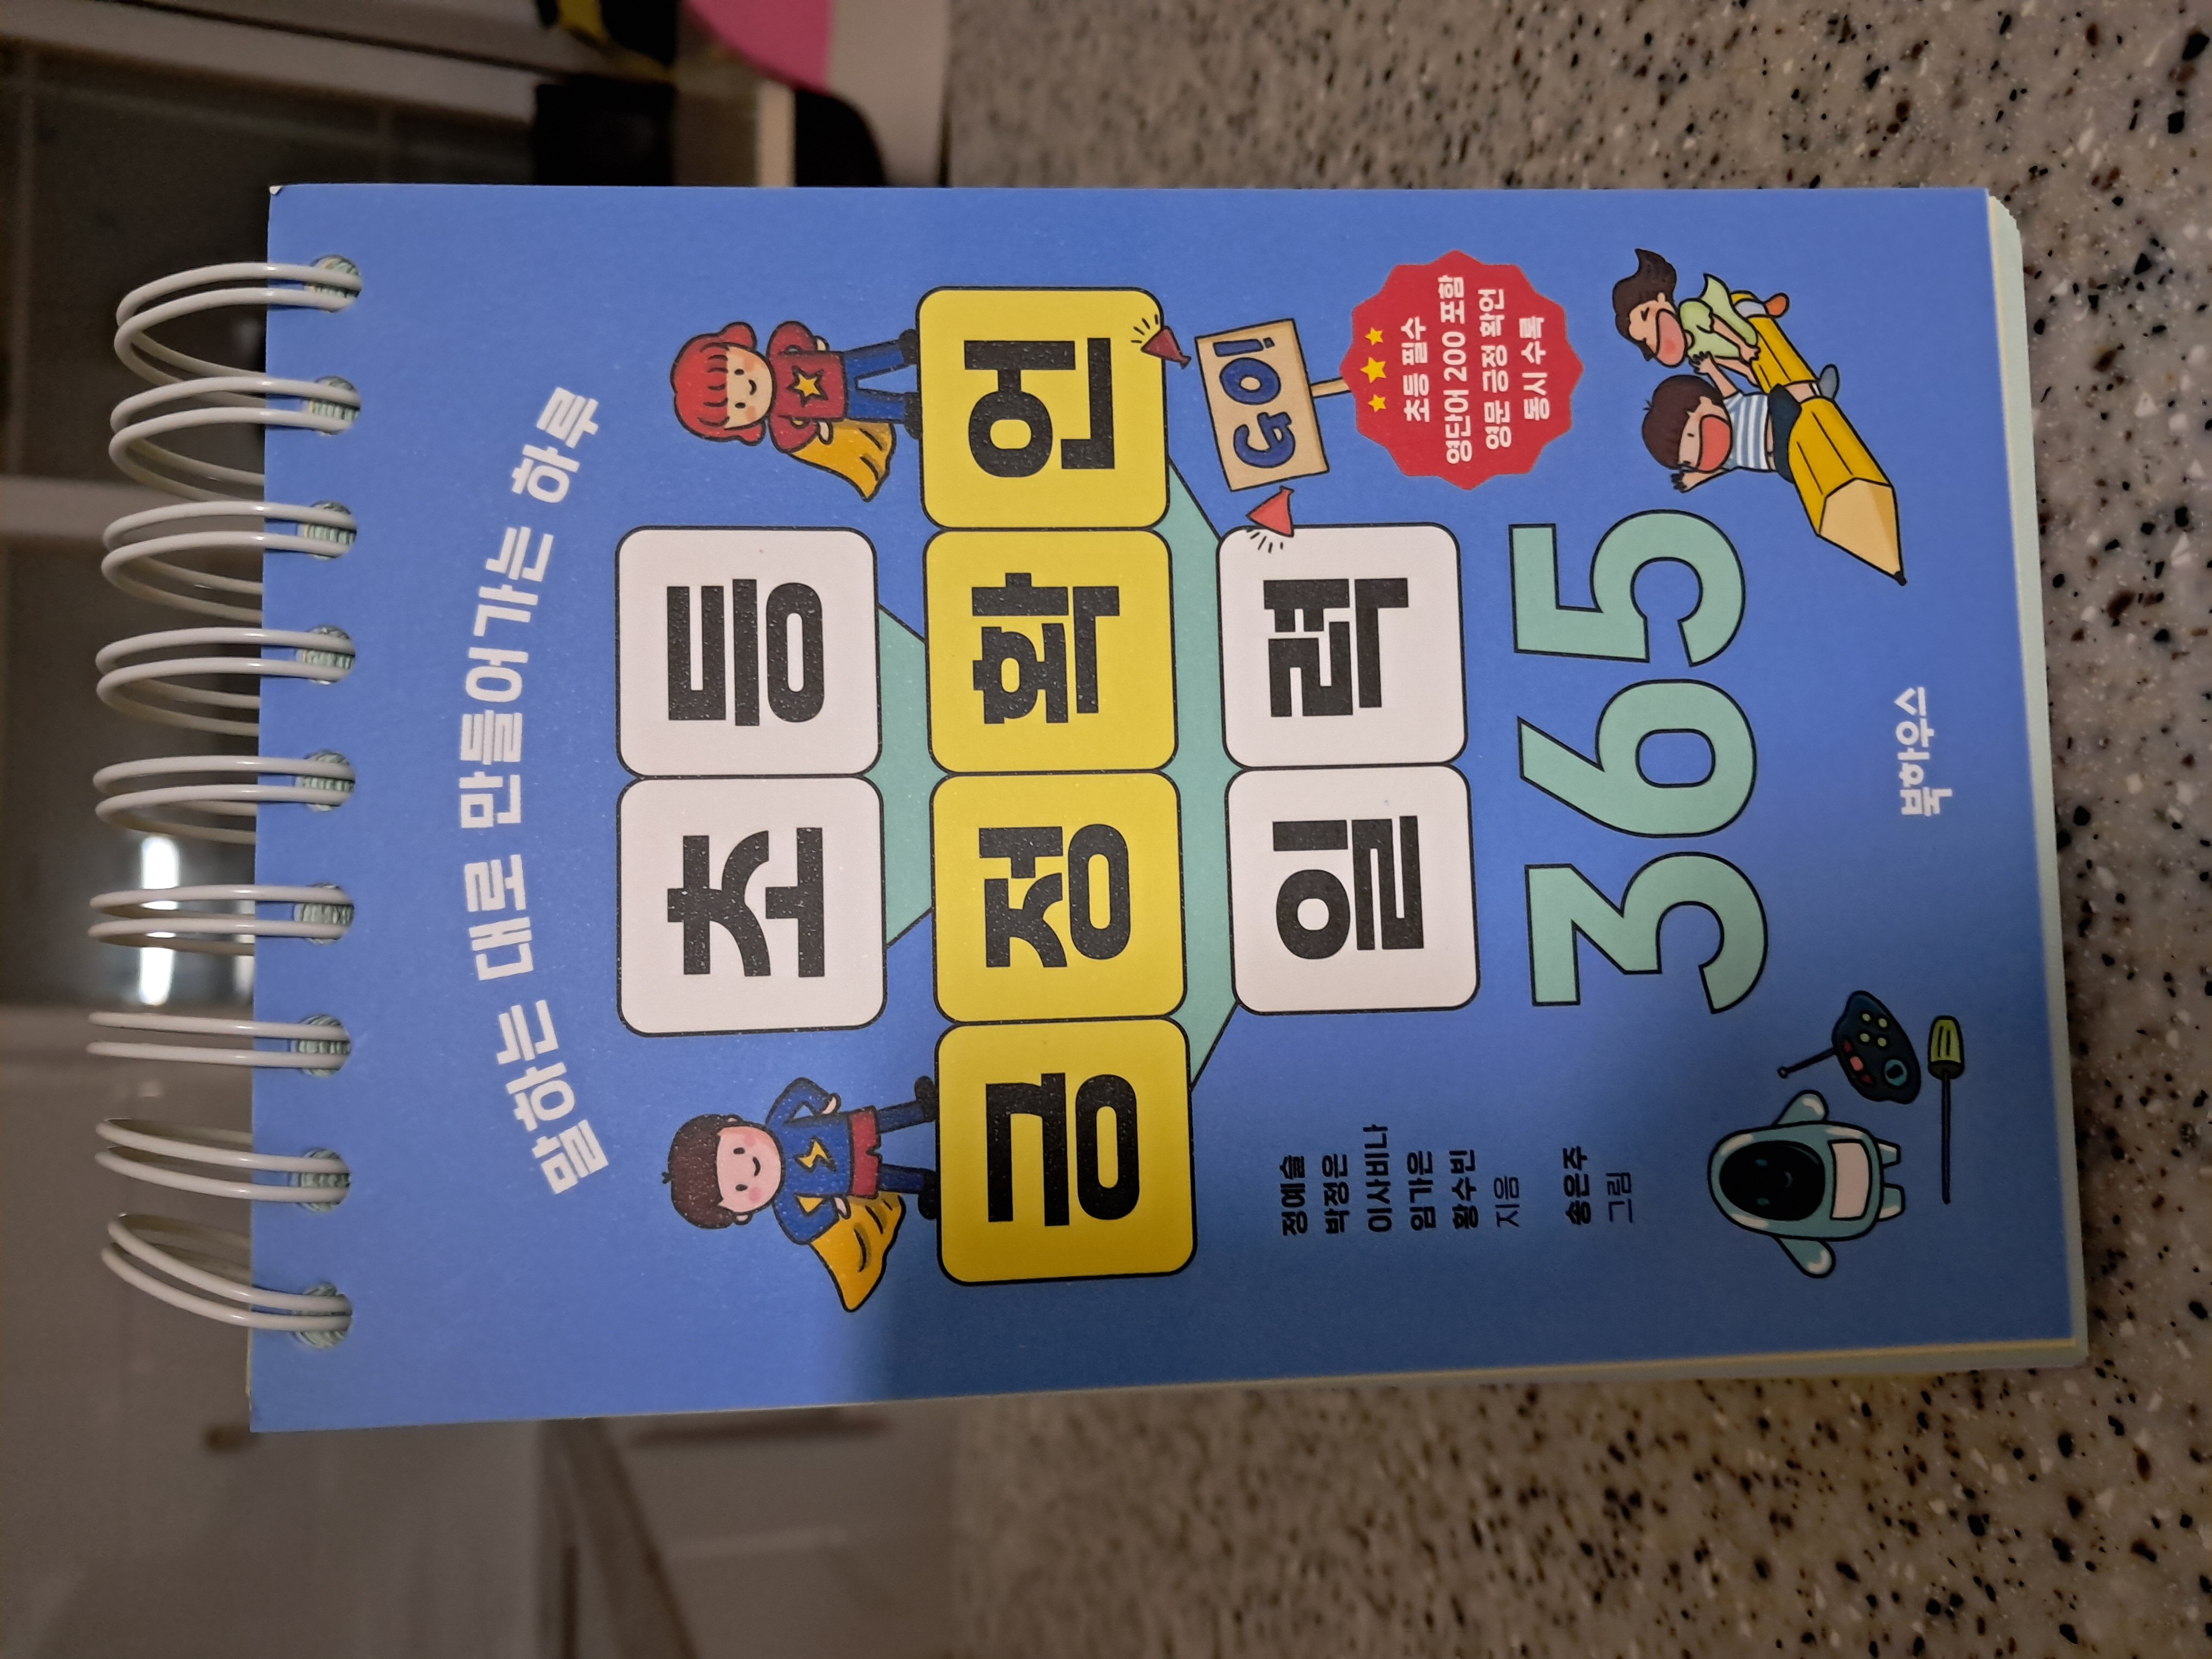 말하는 대로 만들어가는 하루
초등
긍정확언
일력
365
GO!
초등 필수
영단어 200 포함
영문 긍정 확언
동시 수록
정예슬
박정은
이사비나
임가은
황수빈
지음
송은주
그림
북하우스